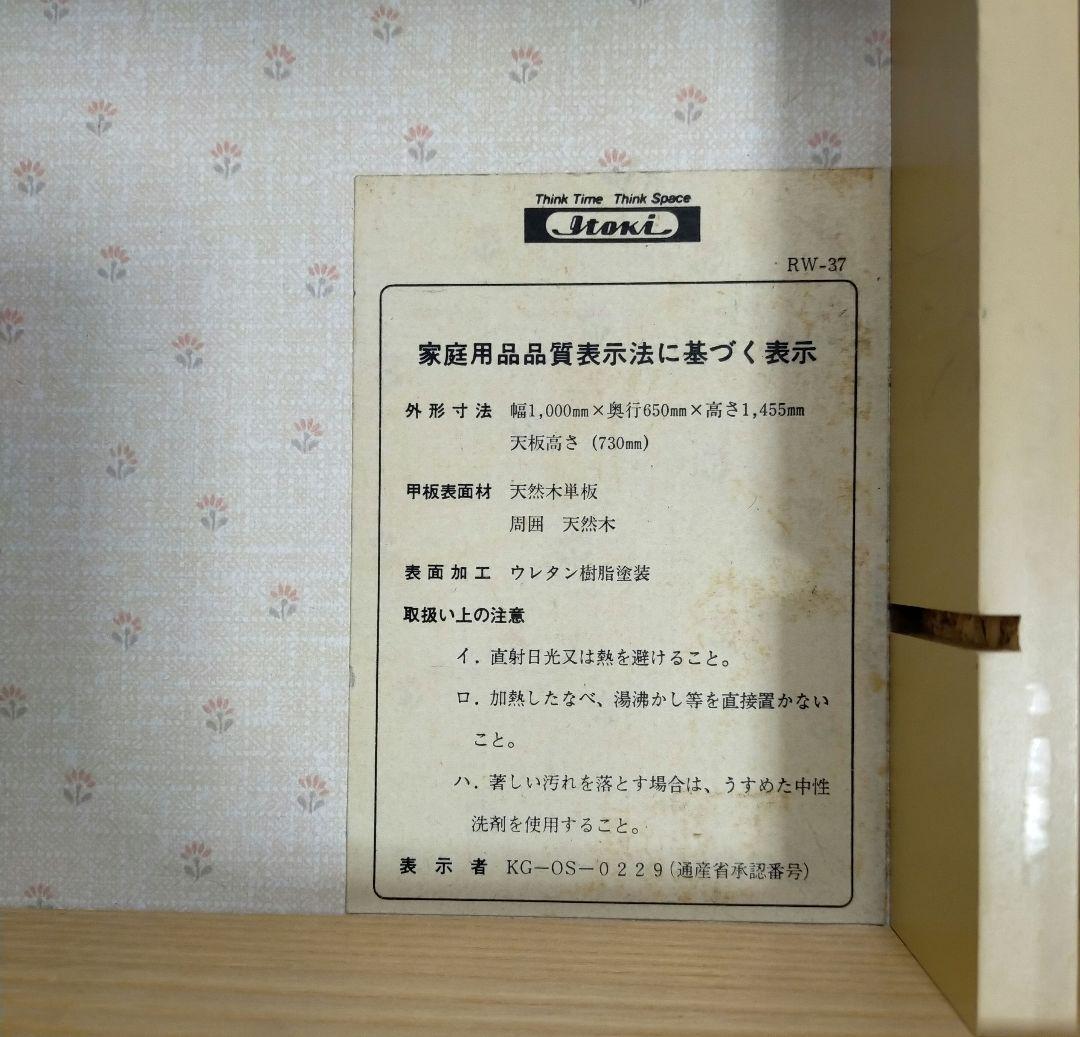 Think Time Think Space
Itoki
RW-37
家庭用品品質表示法に基づく表示
外形寸法 幅1,000㎜×奥行650㎜×高さ1,455㎜
天板高さ (730㎜)
甲板表面材 天然木単板
周囲 天然木
表面加工 ウレタン樹脂塗装
取扱い上の注意
イ. 直射日光又は熱を避けること。
ロ. 加熱したなべ、湯沸かし等を直接置かない
こと。
ハ. 著しい汚れを落とす場合は、うすめた中性
洗剤を使用すること。
表示者 KG-OS-0229(通産省承認番号)